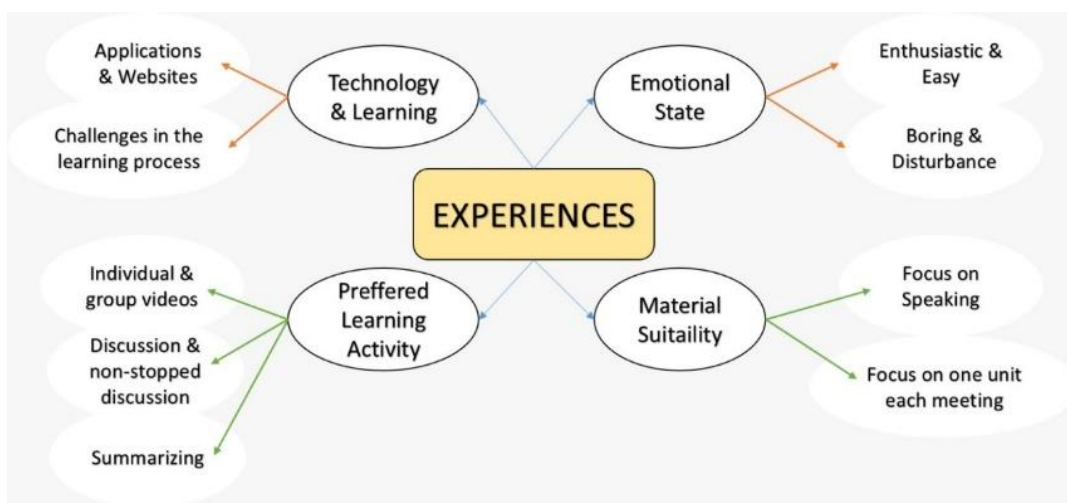 Applications
& Websites
Challenges in the
learning process
Technology
& Learning
Emotional
State
Enthusiastic &
Easy
Boring &
Disturbance
EXPERIENCES
Individual &
group videos
Discussion &
non-stopped
discussion
Summarizing
Preffered
Learning
Activity
Material
Suitaility
Focus on
Speaking
Focus on one unit
each meeting